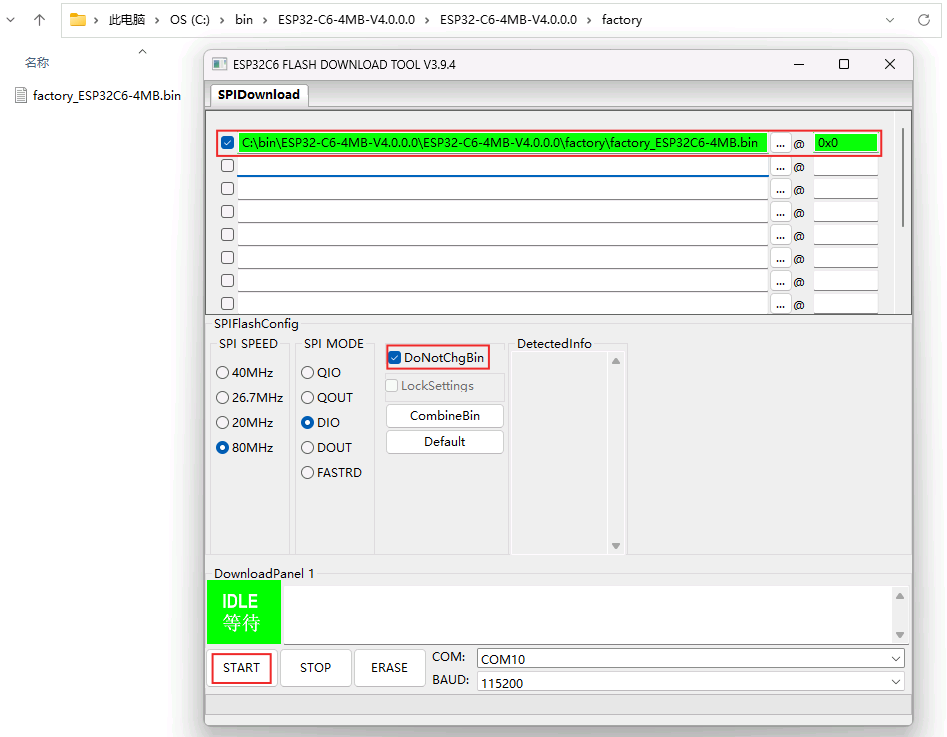 此电脑 > OS (C:) > bin > ESP32-C6-4MB-V4.0.0.0 > ESP32-C6-4MB-V4.0.0.0 > factory
名称
factory_ESP32C6-4MB.bin
ESP32C6 FLASH DOWNLOAD TOOL V3.9.4
SPIDownload
C:\bin\ESP32-C6-4MB-V4.0.0.0\ESP32-C6-4MB-V4.0.0.0\factory\factory_ESP32C6-4MB.bin ... @ 0x0
... @
... @
... @
... @
... @
... @
... @
SPIFlashConfig
SPI SPEED
40MHz
26.7MHz
20MHz
80MHz
SPI MODE
QIO
QOUT
DIO
DOUT
FASTRD
DoNotChgBin
LockSettings
CombineBin
Default
DetectedInfo
DownloadPanel 1
IDLE
等待
START STOP ERASE
COM: COM10
BAUD: 115200